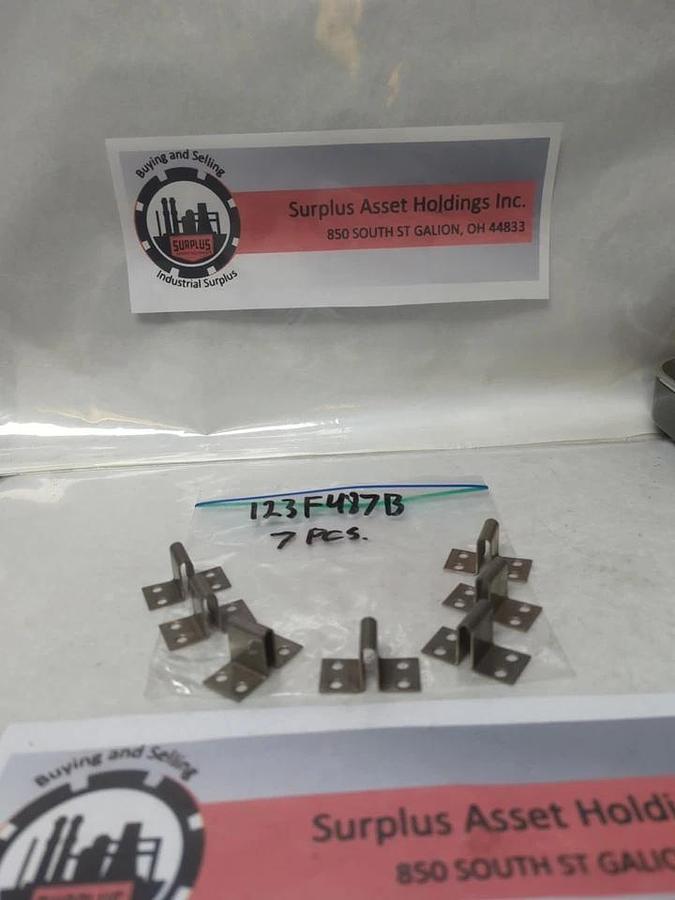 Buying and Selling
Surplus Asset Holdings Inc.
850 SOUTH ST GALION, OH 44833
SURPLUS
Industrial Surplus
123F487B
7 PCS.
Buying and Selling
Surplus Asset Holdi
850 SOUTH ST GALIO
SURPLUS